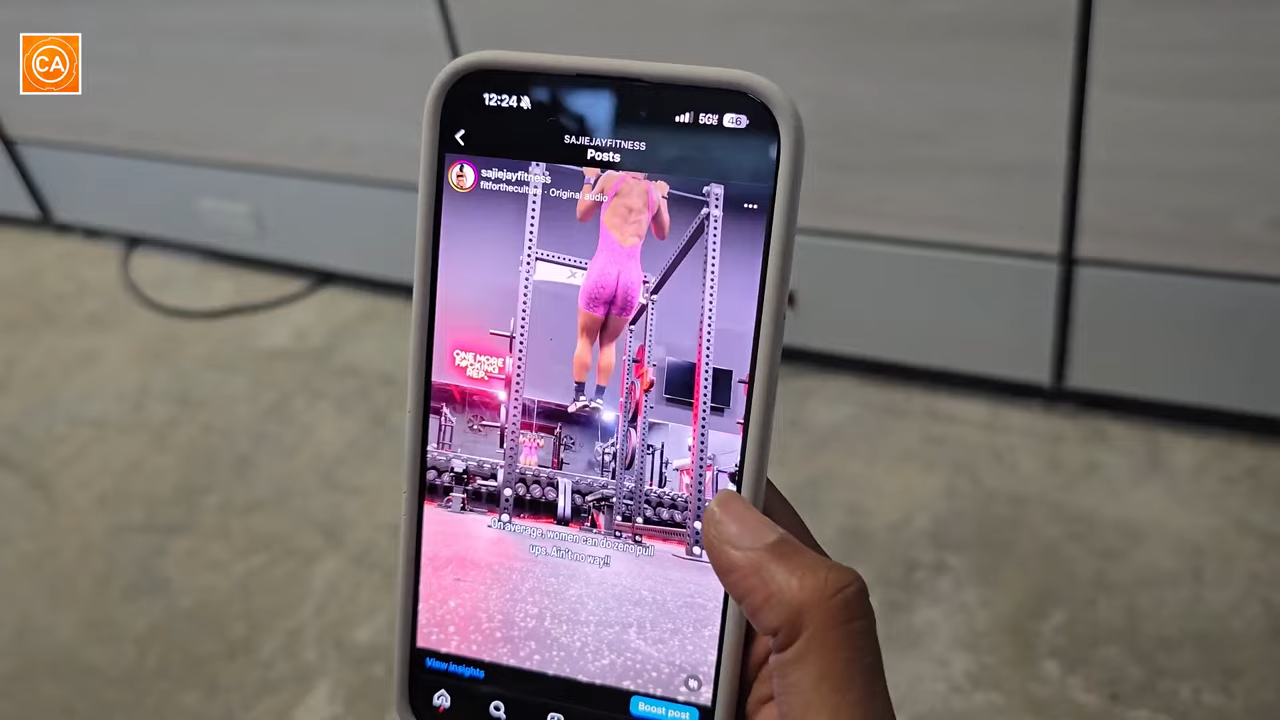 CA
12:24
5G
46
SAJIEJAYFITNESS
Posts
sajiejayfitness
fitfortheculture · Original audio
X
ONE MORE
F*CKING
REP.
On average, women can do zero pull
ups. Ain't no way!!
View insights
Boost post